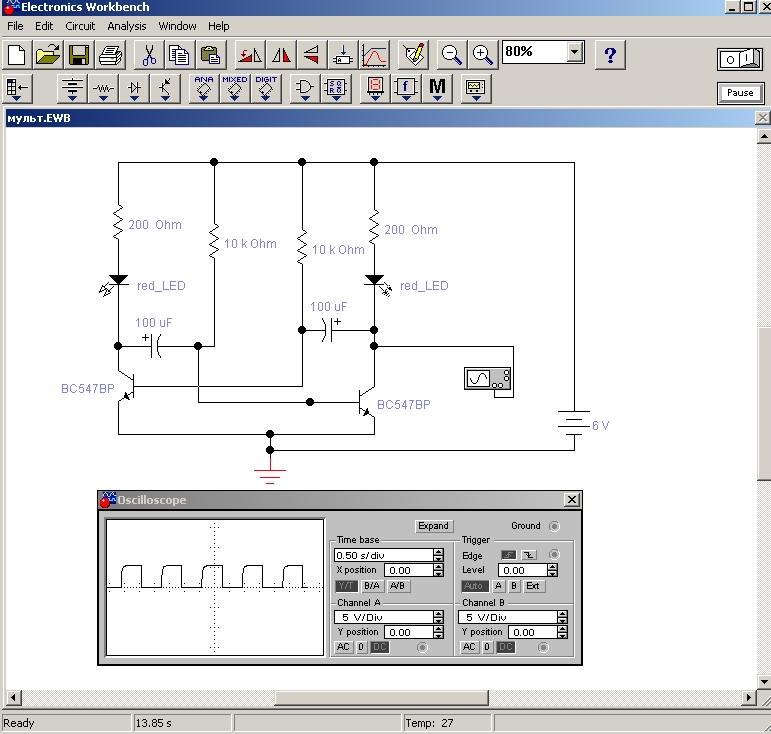 Electronics Workbench
File Edit Circuit Analysis Window Help
80%
?
O I
ANA MIXED DIGIT
f M
Pause
мульт.EWB
200 Ohm
10 k Ohm
10 k Ohm
200 Ohm
red_LED
red_LED
100 uF
+
100 uF
+
BC547BP
BC547BP
6 V
Oscilloscope
Expand Ground
Time base Trigger
0.50 s/div Edge
X position 0.00 Level 0.00
Y/T B/A A/B Auto A B Ext
Channel A Channel B
5 V/Div 5 V/Div
Y position 0.00 Y position 0.00
AC 0 DC AC 0 DC
Ready 13.85 s Temp: 27